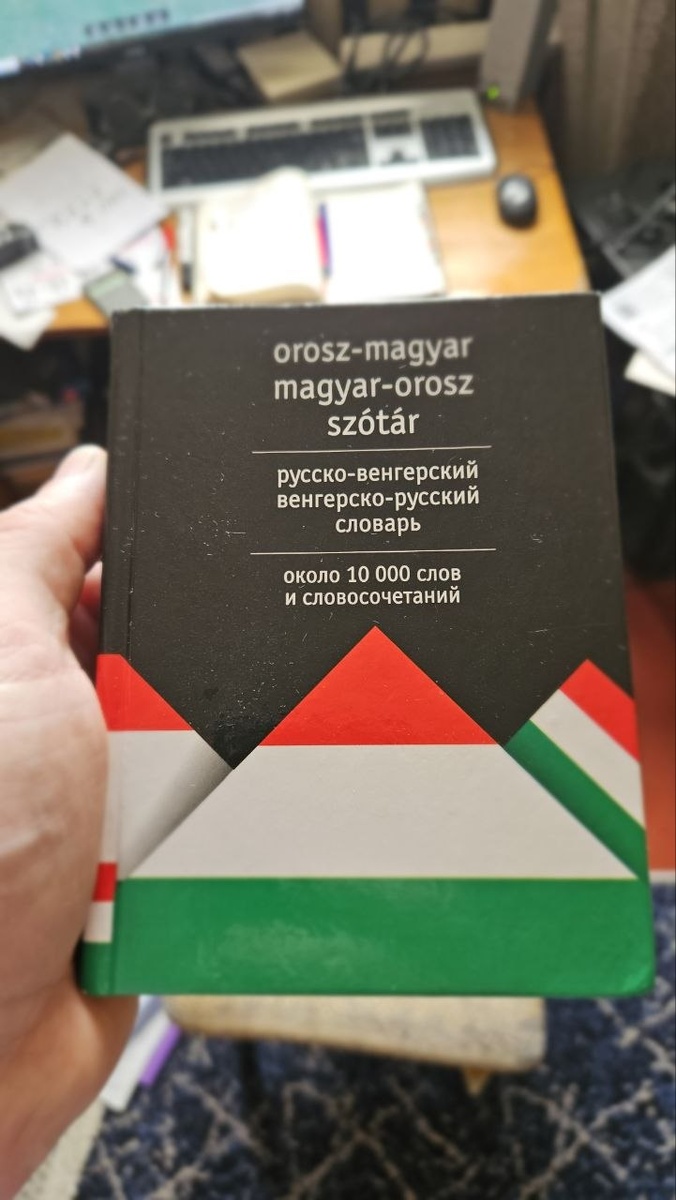 orosz-magyar
magyar-orosz
szótár
русско-венгерский
венгерско-русский
словарь
около 10 000 слов
и словосочетаний